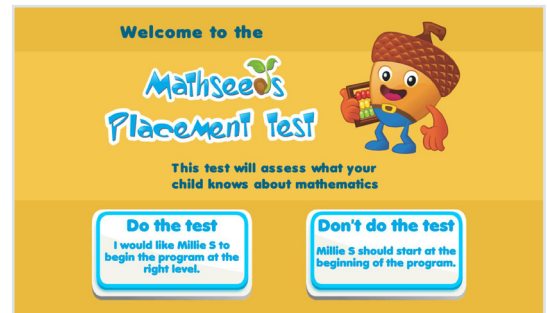 Welcome to the
Mathseeds
Placement Test
This test will assess what your
child knows about mathematics
Do the test
I would like Millie S to
begin the program at the
right level.
Don't do the test
Millie S should start at the
beginning of the program.